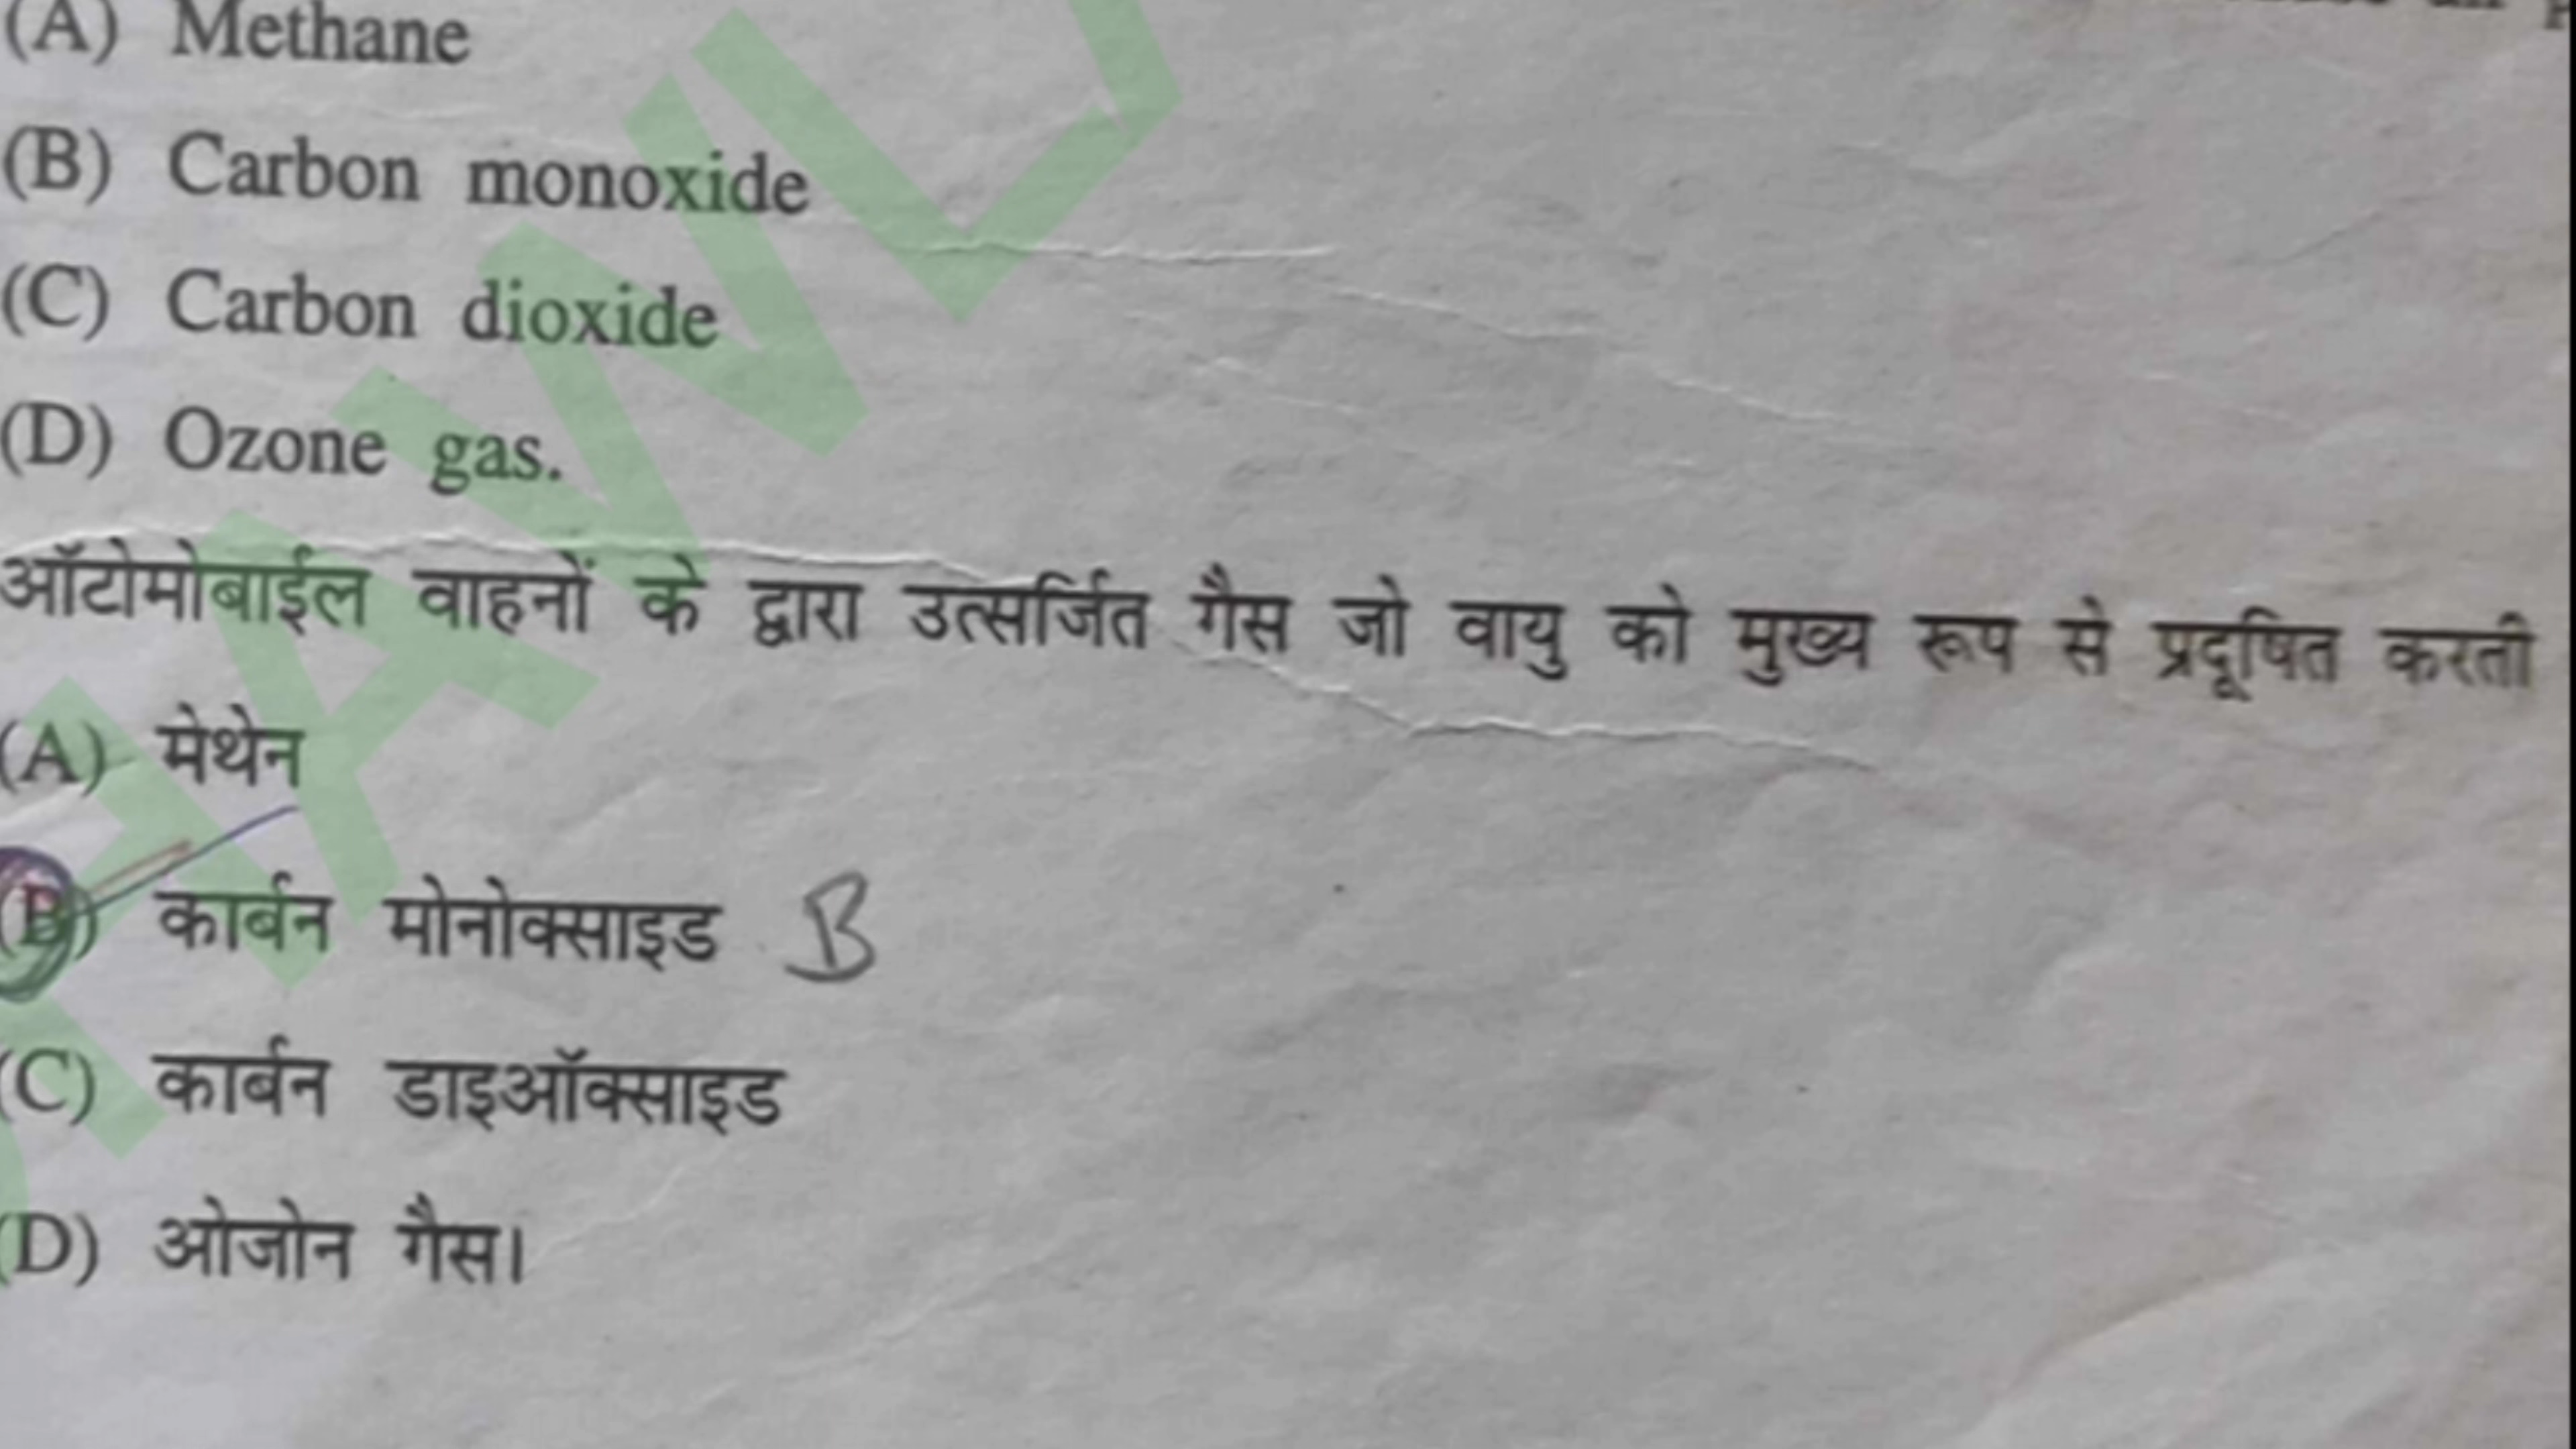 (A) Methane
(B) Carbon monoxide
(C) Carbon dioxide
(D) Ozone gas.
ऑटोमोबाईल वाहनों के द्वारा उत्सर्जित गैस जो वायु को मुख्य रूप से प्रदूषित करती
(A) मेथेन
(B) कार्बन मोनोक्साइड B
(C) कार्बन डाइऑक्साइड
(D) ओजोन गैस।